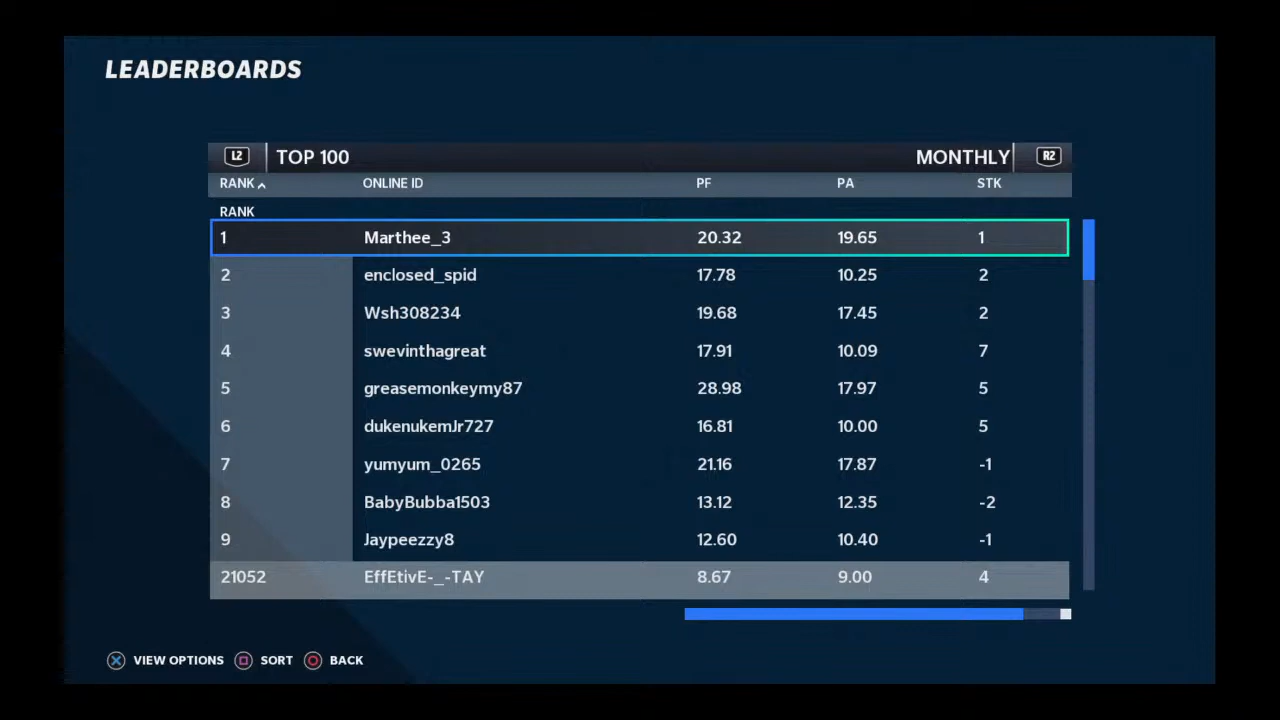 LEADERBOARDS
L2 TOP 100 MONTHLY R2
RANK ONLINE ID PF PA STK
RANK
1 Marthee_3 20.32 19.65 1
2 enclosed_spid 17.78 10.25 2
3 Wsh308234 19.68 17.45 2
4 swevinthagreat 17.91 10.09 7
5 greasemonkeymy87 28.98 17.97 5
6 dukenukemJr727 16.81 10.00 5
7 yumyum_0265 21.16 17.87 -1
8 BabyBubba1503 13.12 12.35 -2
9 Jaypeezzy8 12.60 10.40 -1
21052 EffEtivE-_-TAY 8.67 9.00 4
VIEW OPTIONS SORT BACK